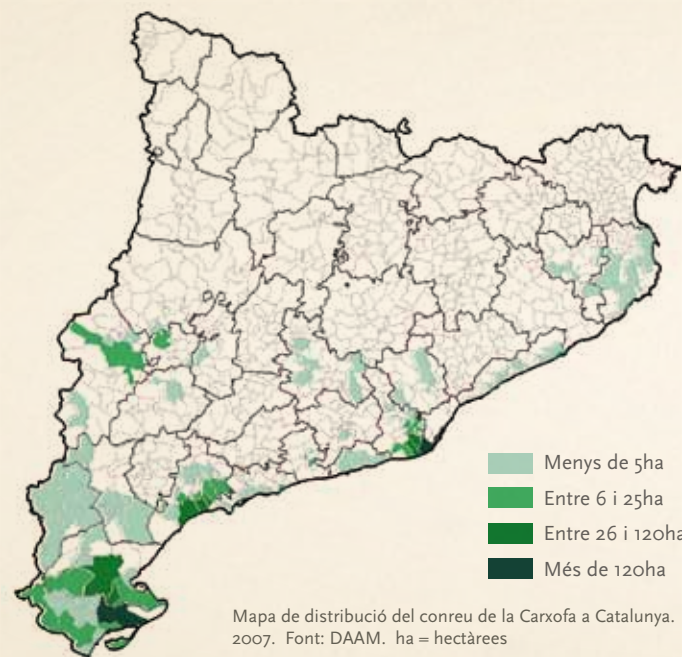 Menys de 5ha
Entre 6 i 25ha
Entre 26 i 120ha
Més de 120ha
Mapa de distribució del conreu de la Carxofa a Catalunya.
2007. Font: DAAM. ha = hectàrees